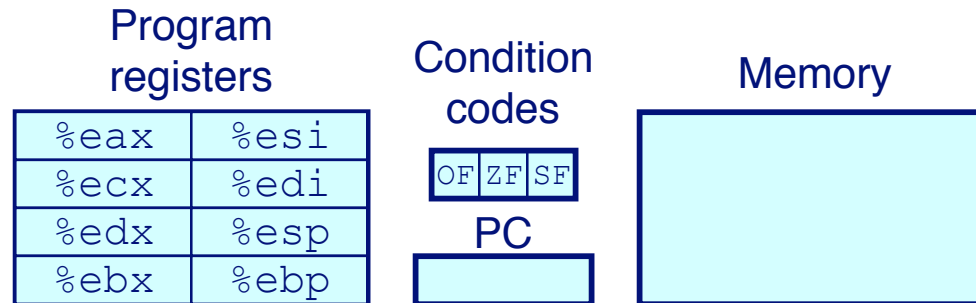 Program
registers
%eax %esi
%ecx %edi
%edx %esp
%ebx %ebp
Condition
codes
OF ZF SF
PC
Memory